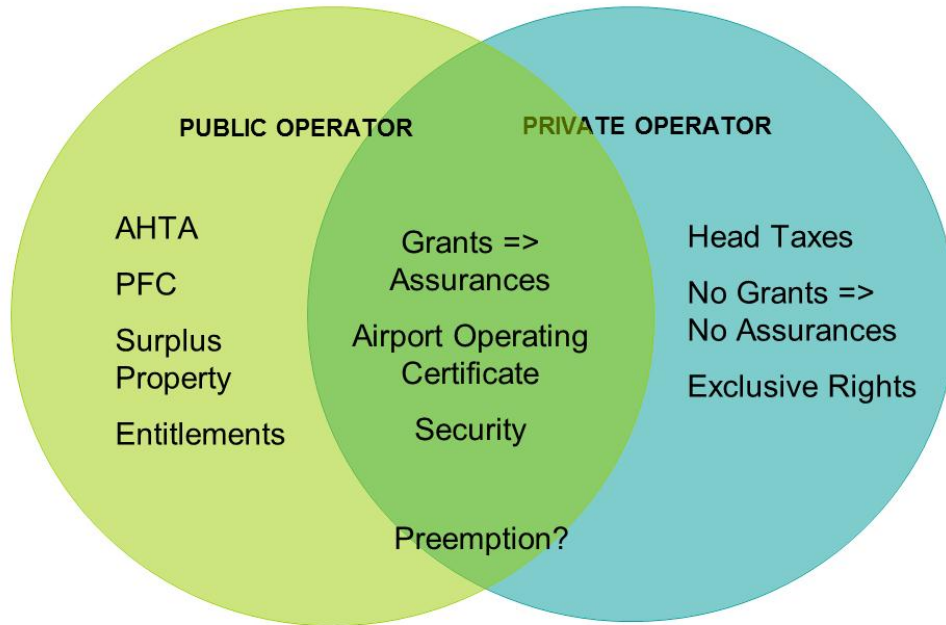 PUBLIC OPERATOR
AHTA
PFC
Surplus
Property
Entitlements
Grants =>
Assurances
Airport Operating
Certificate
Security
Preemption?
PRIVATE OPERATOR
Head Taxes
No Grants =>
No Assurances
Exclusive Rights